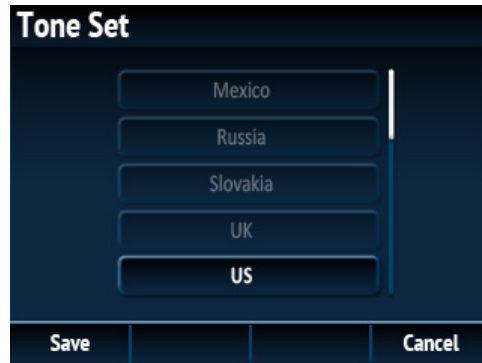 Tone Set
Mexico
Russia
Slovakia
UK
US
Save Cancel